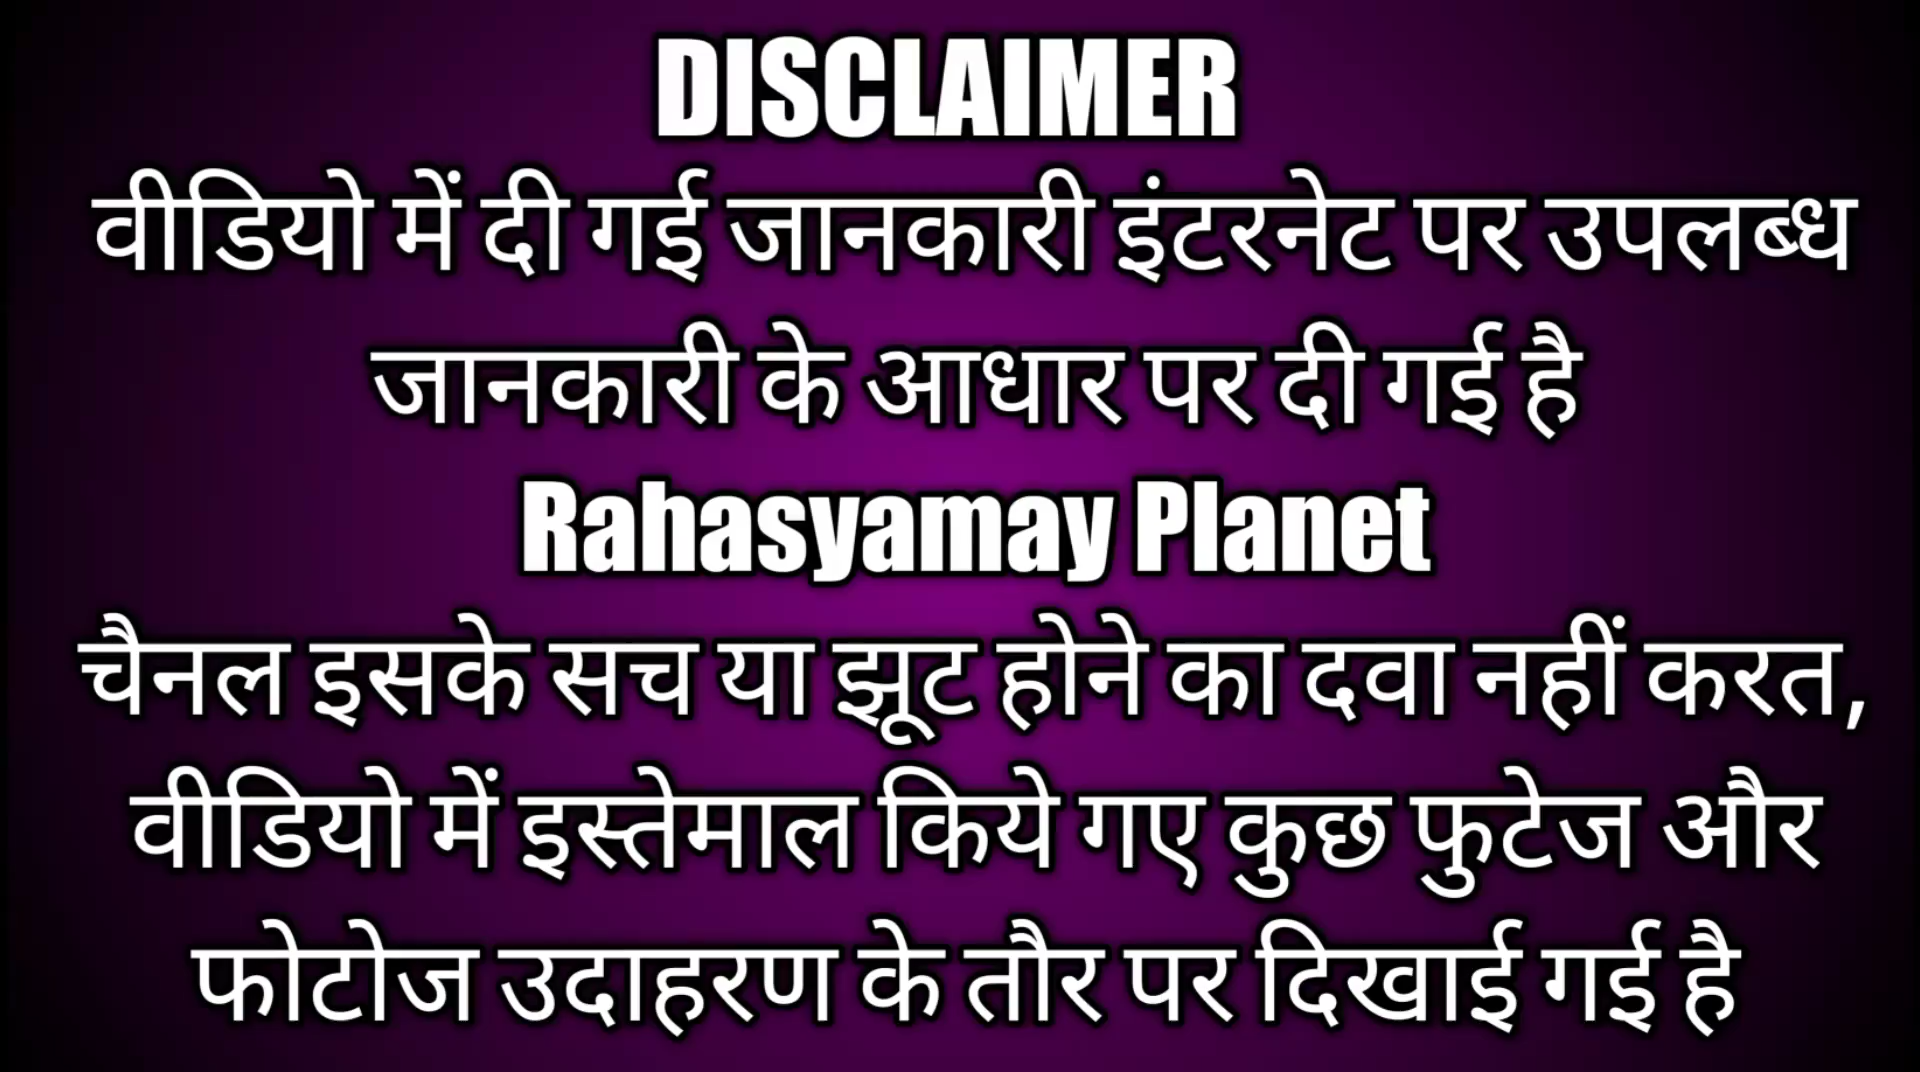 DISCLAIMER
वीडियो में दी गई जानकारी इंटरनेट पर उपलब्ध
जानकारी के आधार पर दी गई है
Rahasyamay Planet
चैनल इसके सच या झूट होने का दवा नहीं करत,
वीडियो में इस्तेमाल किये गए कुछ फुटेज और
फोटोज उदाहरण के तौर पर दिखाई गई है